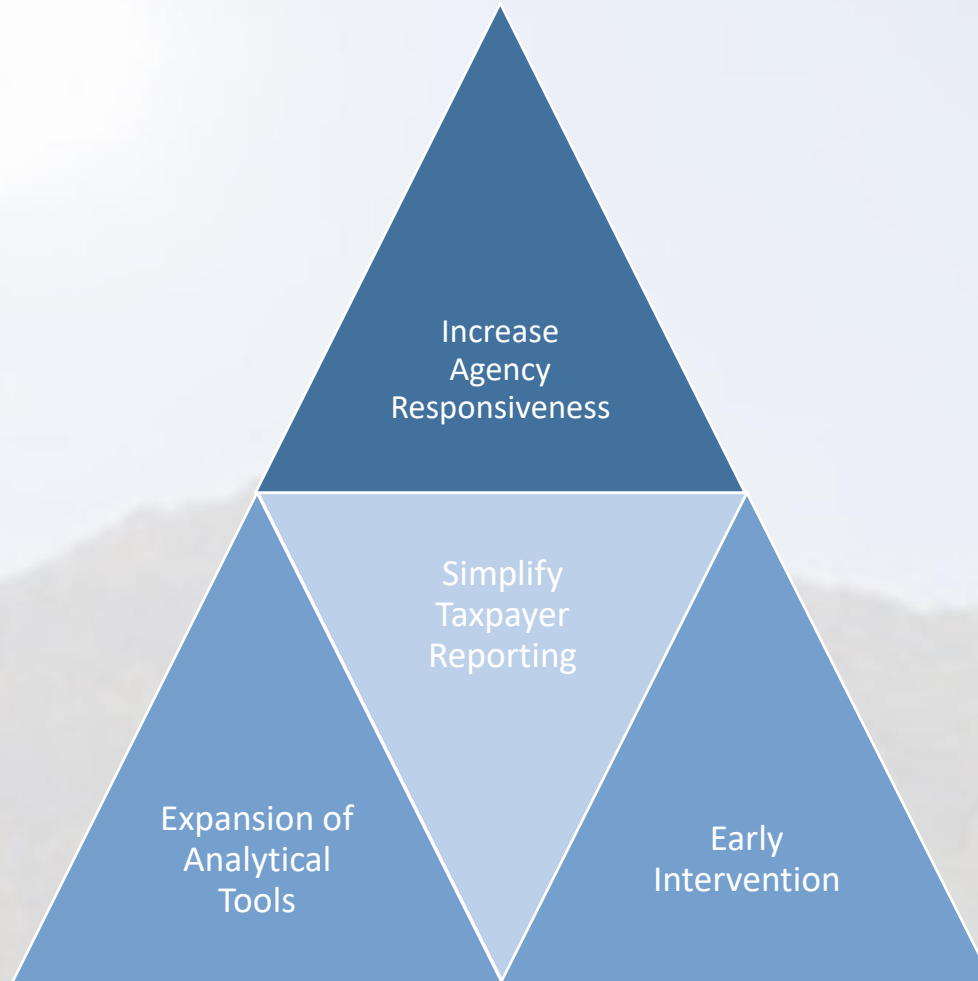 Increase
Agency
Responsiveness
Simplify
Taxpayer
Reporting
Expansion of
Analytical
Tools
Early
Intervention